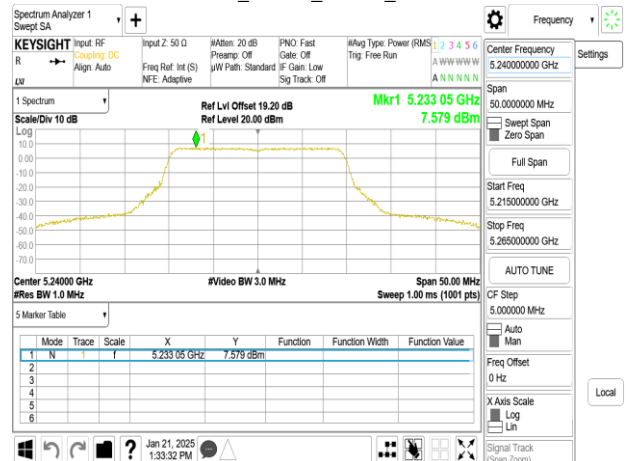 Spectrum Analyzer 1
Swept SA
+
Frequency
KEYSIGHT
Input: RF
Coupling: DC
Align: Auto
Input Z: 50 Ω
Freq Ref: Int (S)
NFE: Adaptive
#Atten: 20 dB
Preamp: Off
µW Path: Standard
PNO: Fast
Gate: Off
IF Gain: Low
Sig Track: Off
#Avg Type: Power (RMS
Trig: Free Run
1 2 3 4 5 6
A W W W W W
A N N N N N
R
LXI
1 Spectrum
Scale/Div 10 dB
Ref Lvl Offset 19.20 dB
Ref Level 20.00 dBm
Mkr1 5.233 05 GHz
7.579 dBm
Log
10.0
0.00
-10.0
-20.0
-30.0
-40.0
-50.0
-60.0
-70.0
1
Center 5.24000 GHz
#Res BW 1.0 MHz
#Video BW 3.0 MHz
Span 50.00 MHz
Sweep 1.00 ms (1001 pts)
5 Marker Table
Mode Trace Scale X Y Function Function Width Function Value
1 N 1 f 5.233 05 GHz 7.579 dBm
2
3
4
5
6
Jan 21, 2025
1:33:32 PM
?
Center Frequency
5.240000000 GHz
Span
50.0000000 MHz
Swept Span
Zero Span
Full Span
Start Freq
5.215000000 GHz
Stop Freq
5.265000000 GHz
AUTO TUNE
CF Step
5.000000 MHz
Auto
Man
Freq Offset
0 Hz
X Axis Scale
Log
Lin
Signal Track
(Span Zoom)
Settings
Local